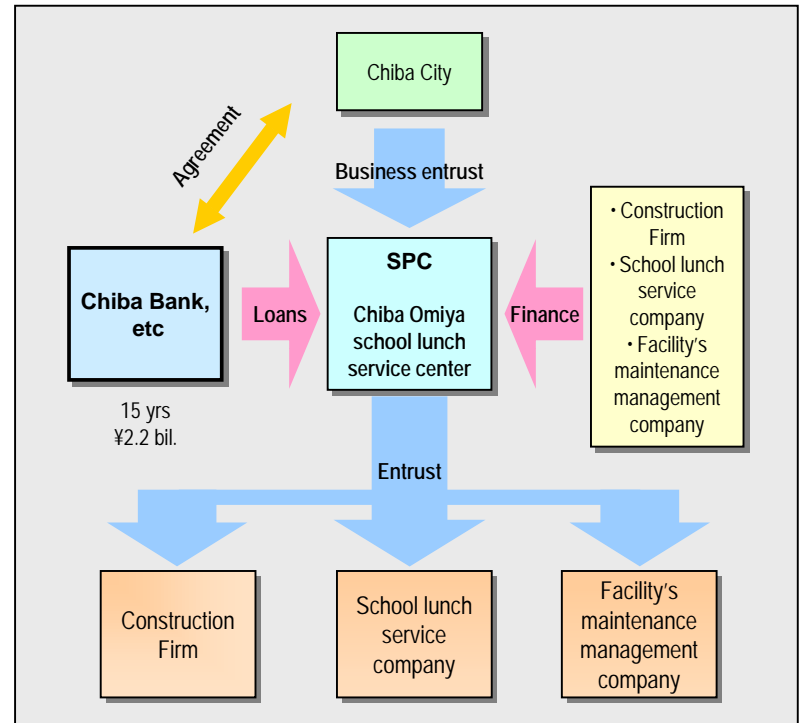 Chiba City
Agreement
Business entrust
Chiba Bank,
etc
15 yrs
¥2.2 bil.
Loans
SPC
Chiba Omiya
school lunch
service center
Finance
・Construction
Firm
・School lunch
service
company
・Facility's
maintenance
management
company
Entrust
Construction
Firm
School lunch
service
company
Facility's
maintenance
management
company